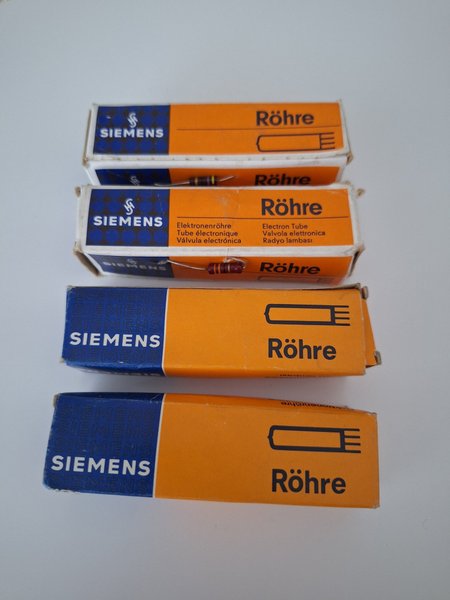 SIEMENS
Röhre
Röhre
SIEMENS
Röhre
Elektronenröhre
Tube électronique
Válvula electrónica
Electron Tube
Valvola elettronica
Radyo lambası
SIEMENS
Röhre
SIEMENS
Röhre
SIEMENS
Röhre